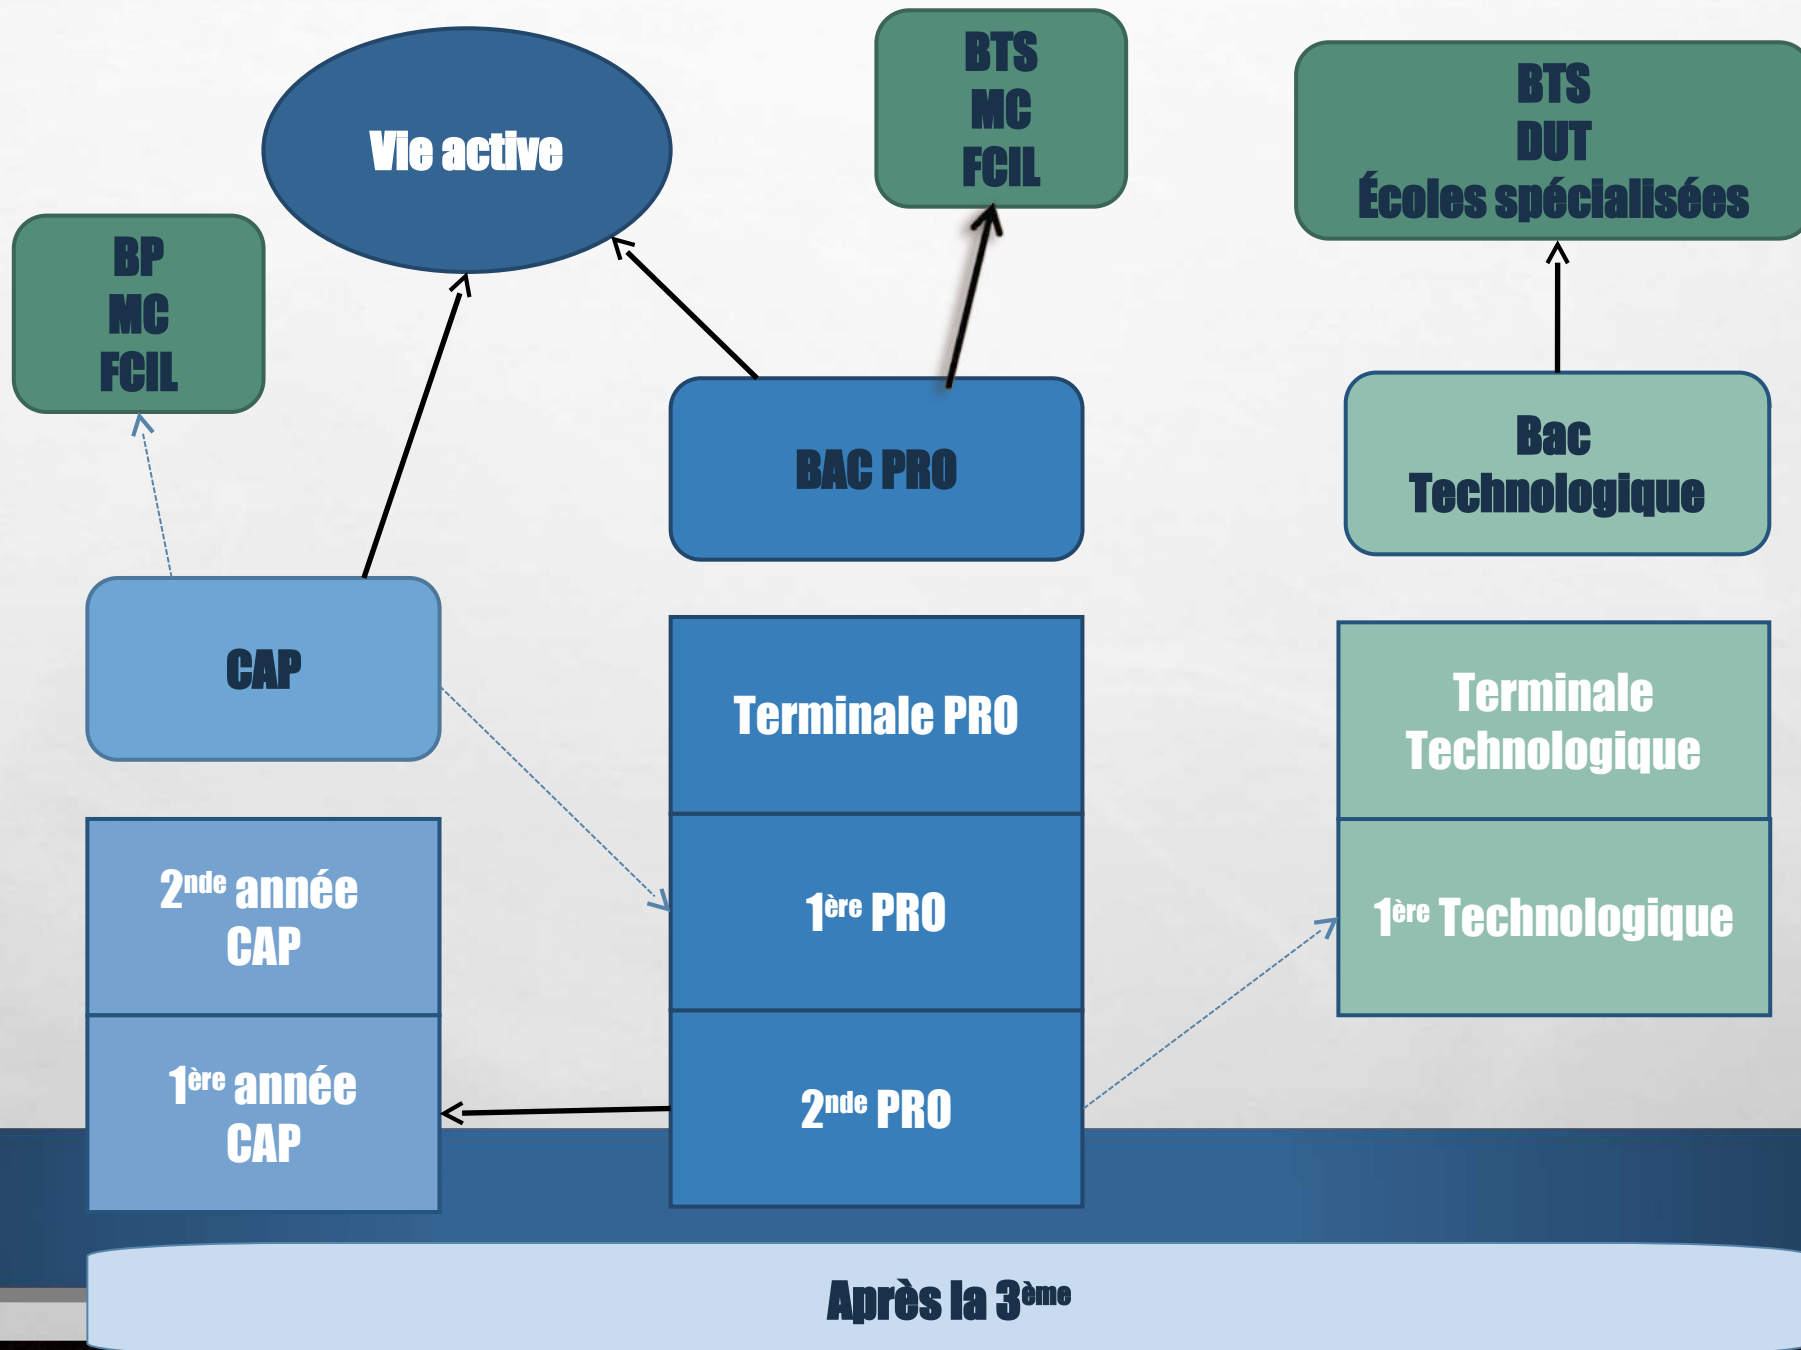 BTS
MC
FCIL
BTS
DUT
Écoles spécialisées
Vie active
BP
MC
FCIL
BAC PRO
Bac
Technologique
CAP
Terminale PRO
Terminale
Technologique
2nde année
CAP
1ère PRO
1ère Technologique
1ère année
CAP
2nde PRO
Après la 3ème